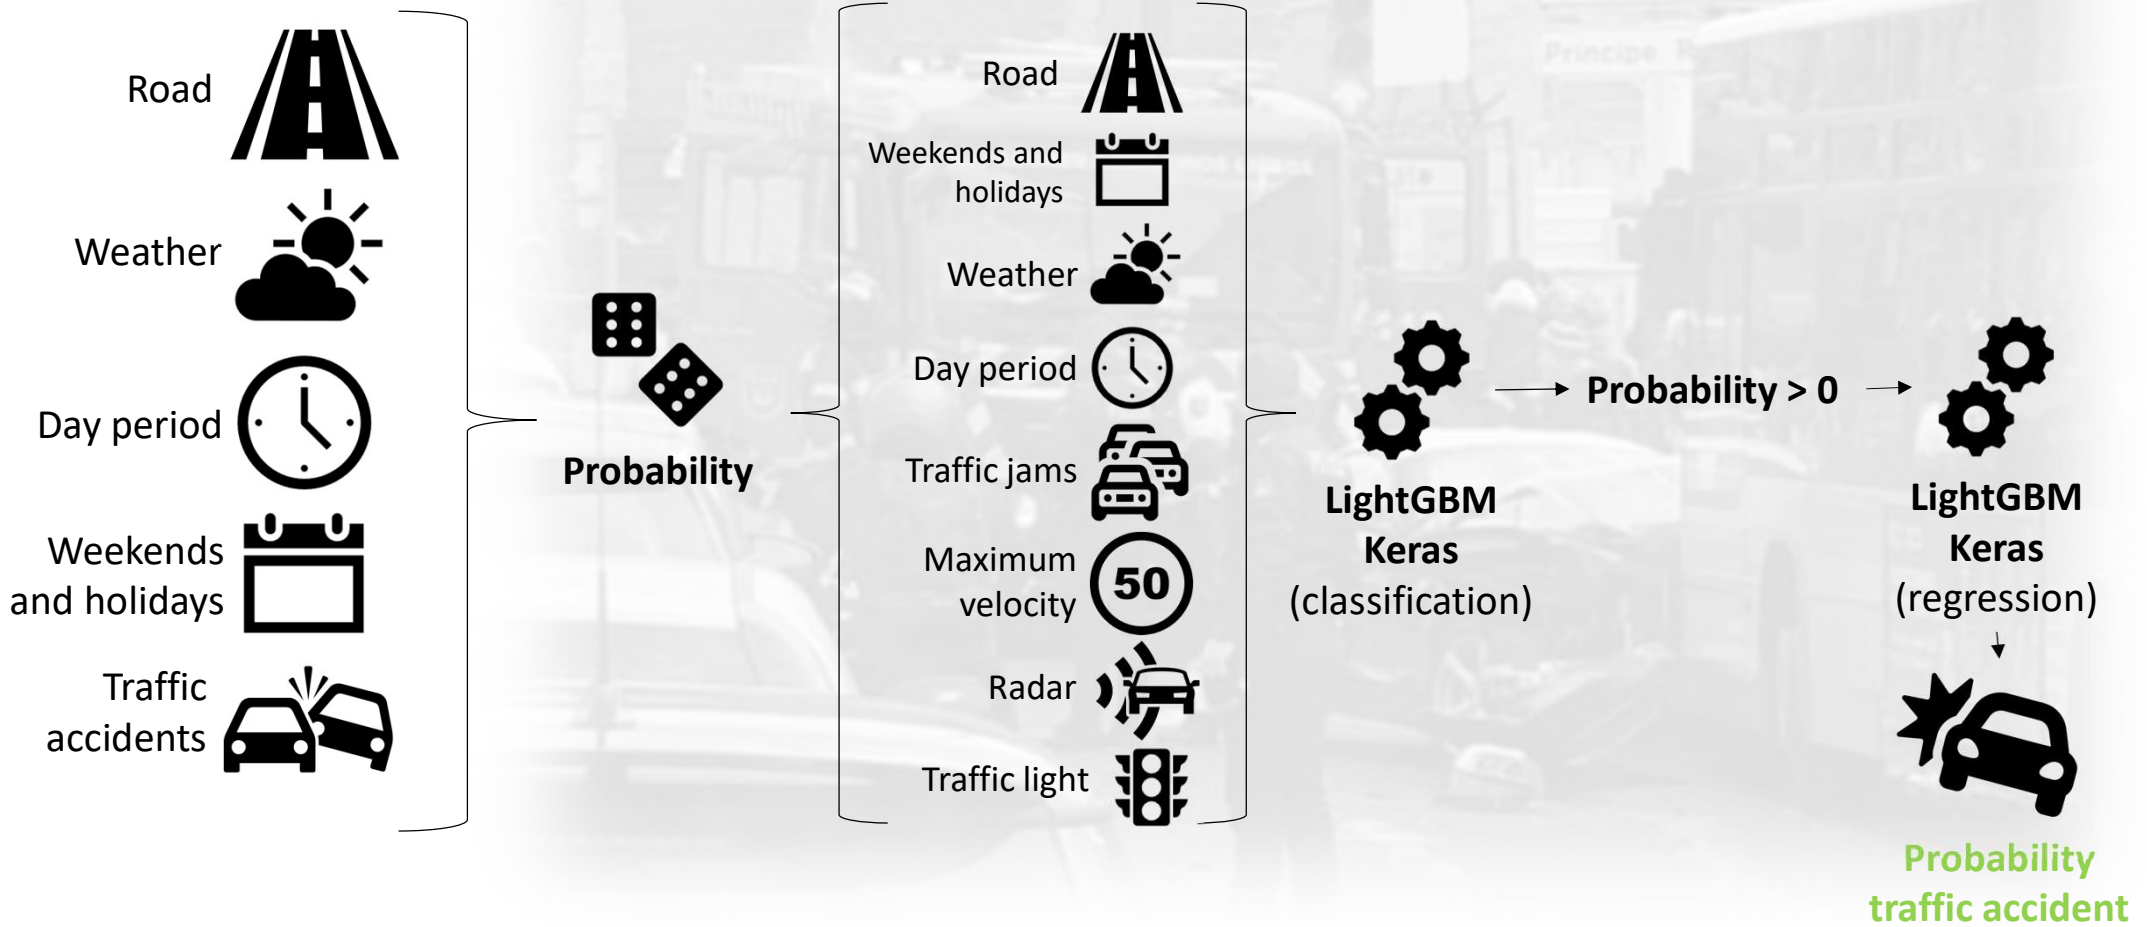 Road
Weather
Day period
Weekends
and holidays
Traffic
accidents
Probability
Road
Weekends and
holidays
Weather
Day period
Traffic jams
Maximum
velocity
50
Radar
Traffic light
LightGBM
Keras
(classification)
Probability > 0
LightGBM
Keras
(regression)
Probability
traffic accident
Principe R